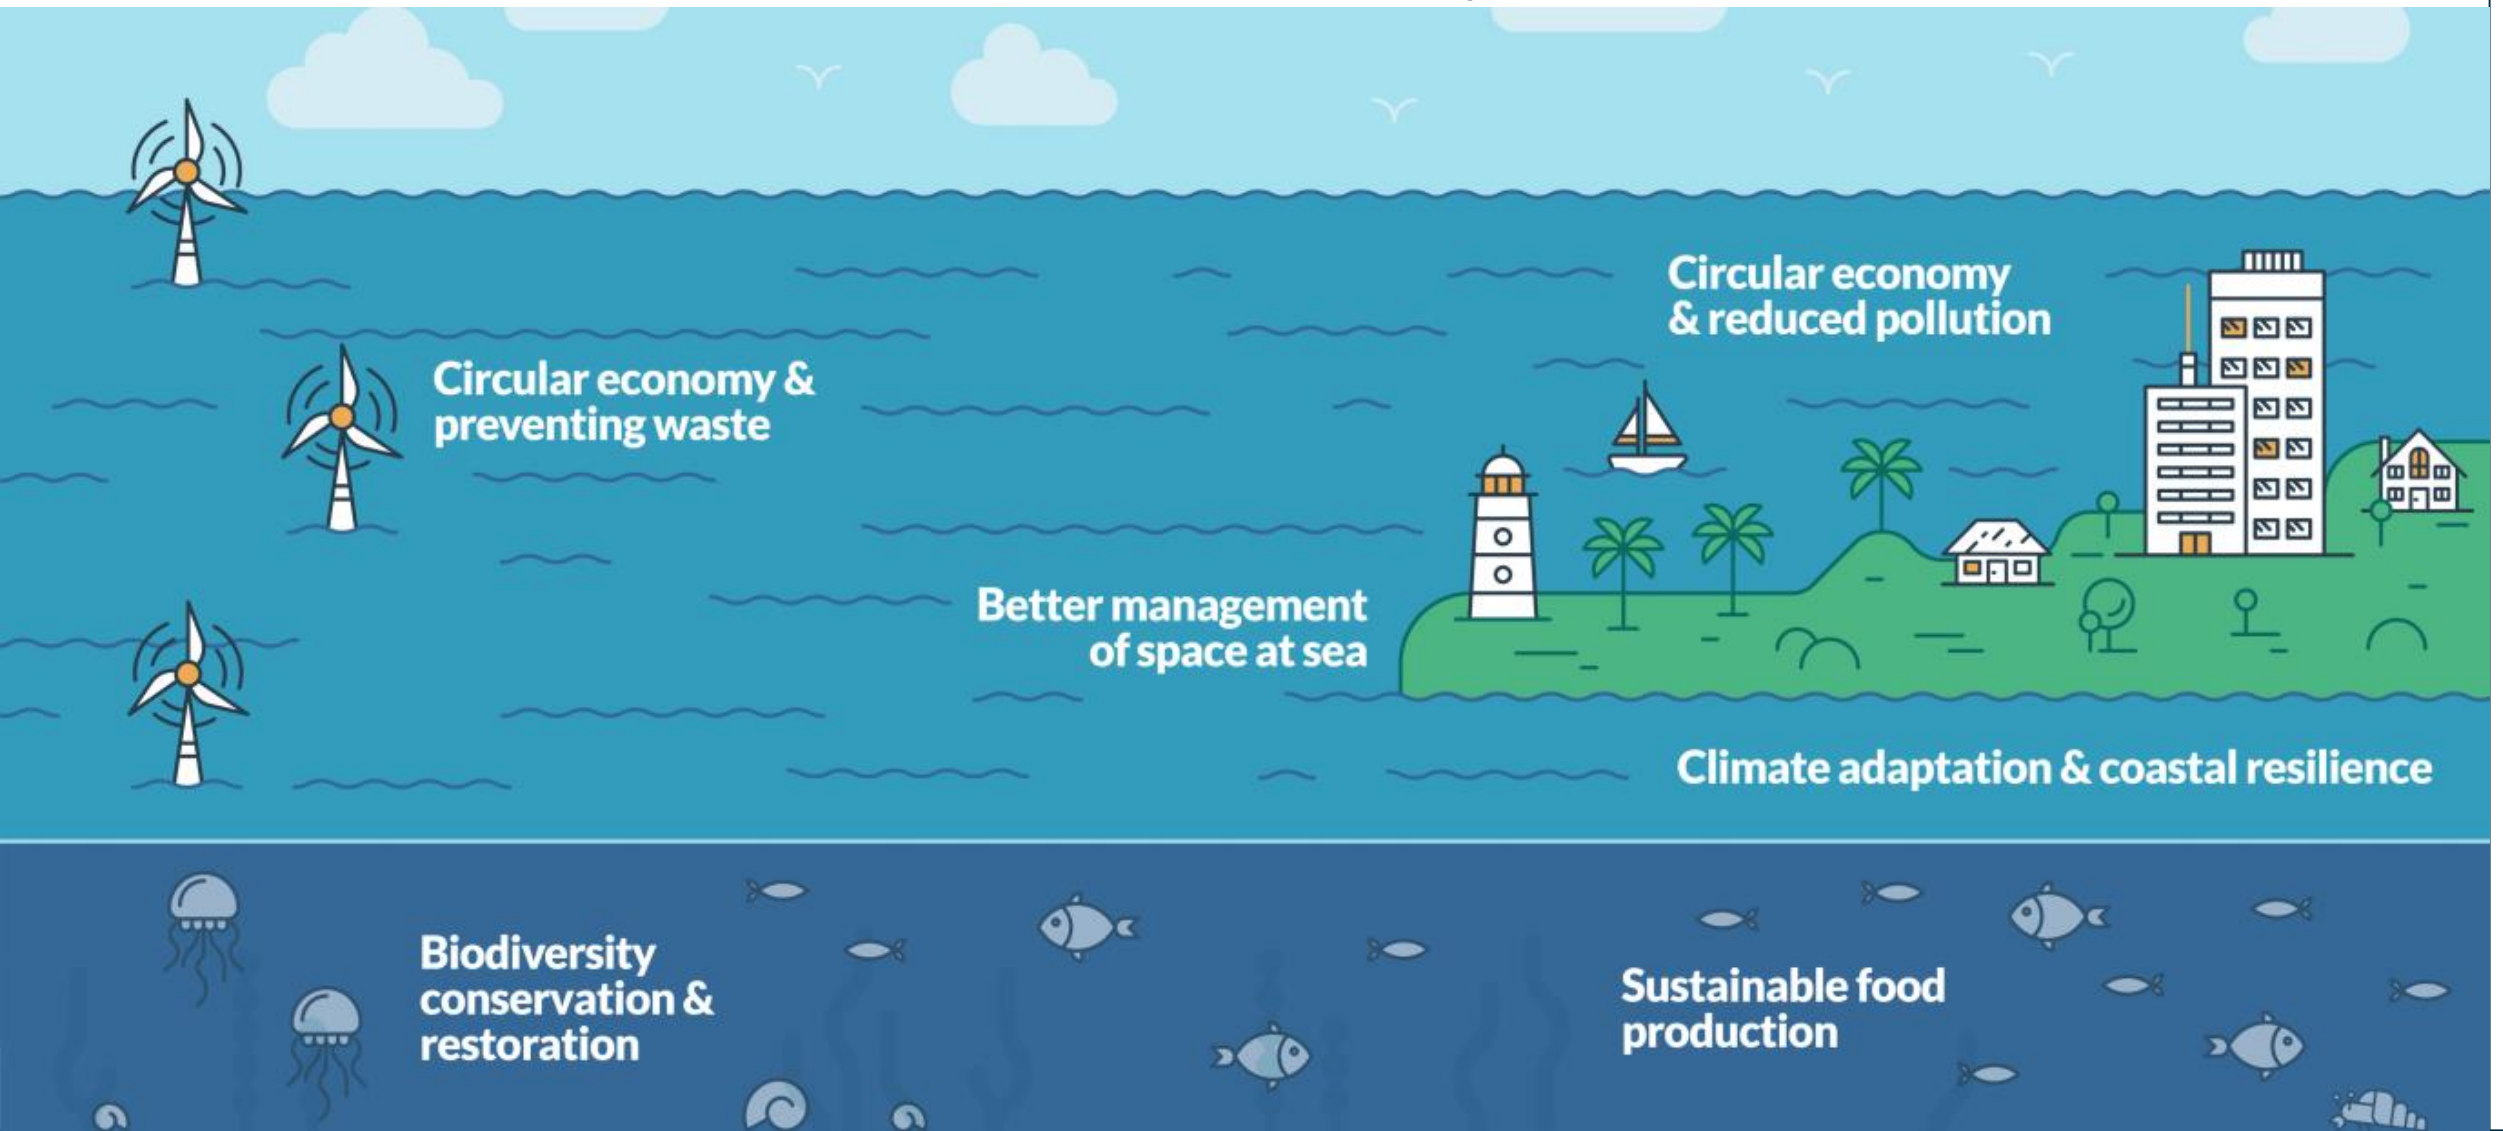 Circular economy
& reduced pollution
Circular economy &
preventing waste
Better management
of space at sea
Climate adaptation & coastal resilience
Biodiversity
conservation &
restoration
Sustainable food
production